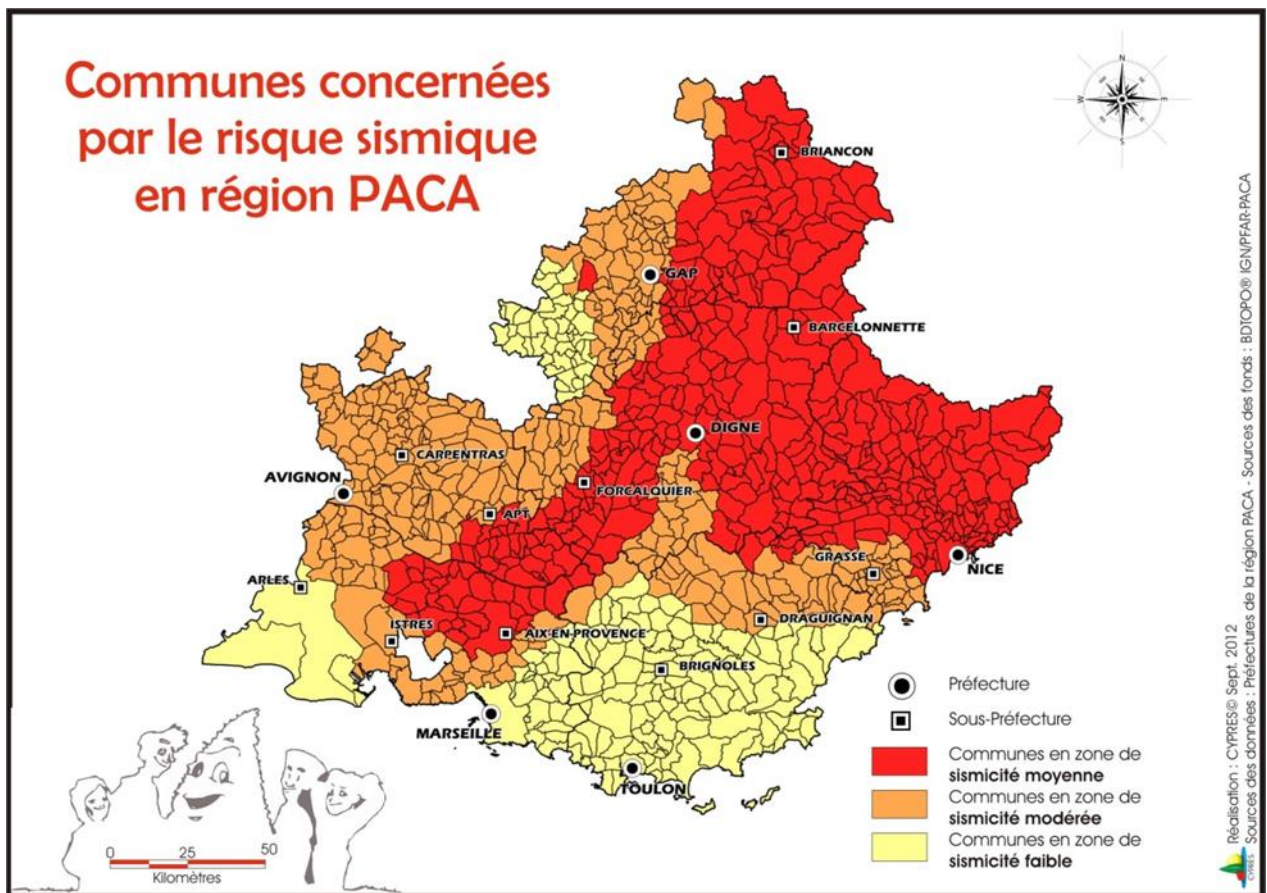 Communes concernées
par le risque sismique
en région PACA
N
W
E
S
BRIANCON
GAP
BARCELONNETTE
DIGNE
CARPENTRAS
AVIGNON
FORCALQUIER
APT
GRASSE
NICE
ARLES
ISTRES
AIX-EN-PROVENCE
DRAGUIGNAN
BRIGNOLES
MARSEILLE
TOULON
Préfecture
Sous-Préfecture
Communes en zone de
sismicité moyenne
Communes en zone de
sismicité modérée
Communes en zone de
sismicité faible
0 25 50
Kilomètres
Réalisation : CYPRES© Sept. 2012
Sources des données : Préfectures de la région PACA - Sources des fonds : BDTOPO® IGN/PFAR-PACA
CYPRES